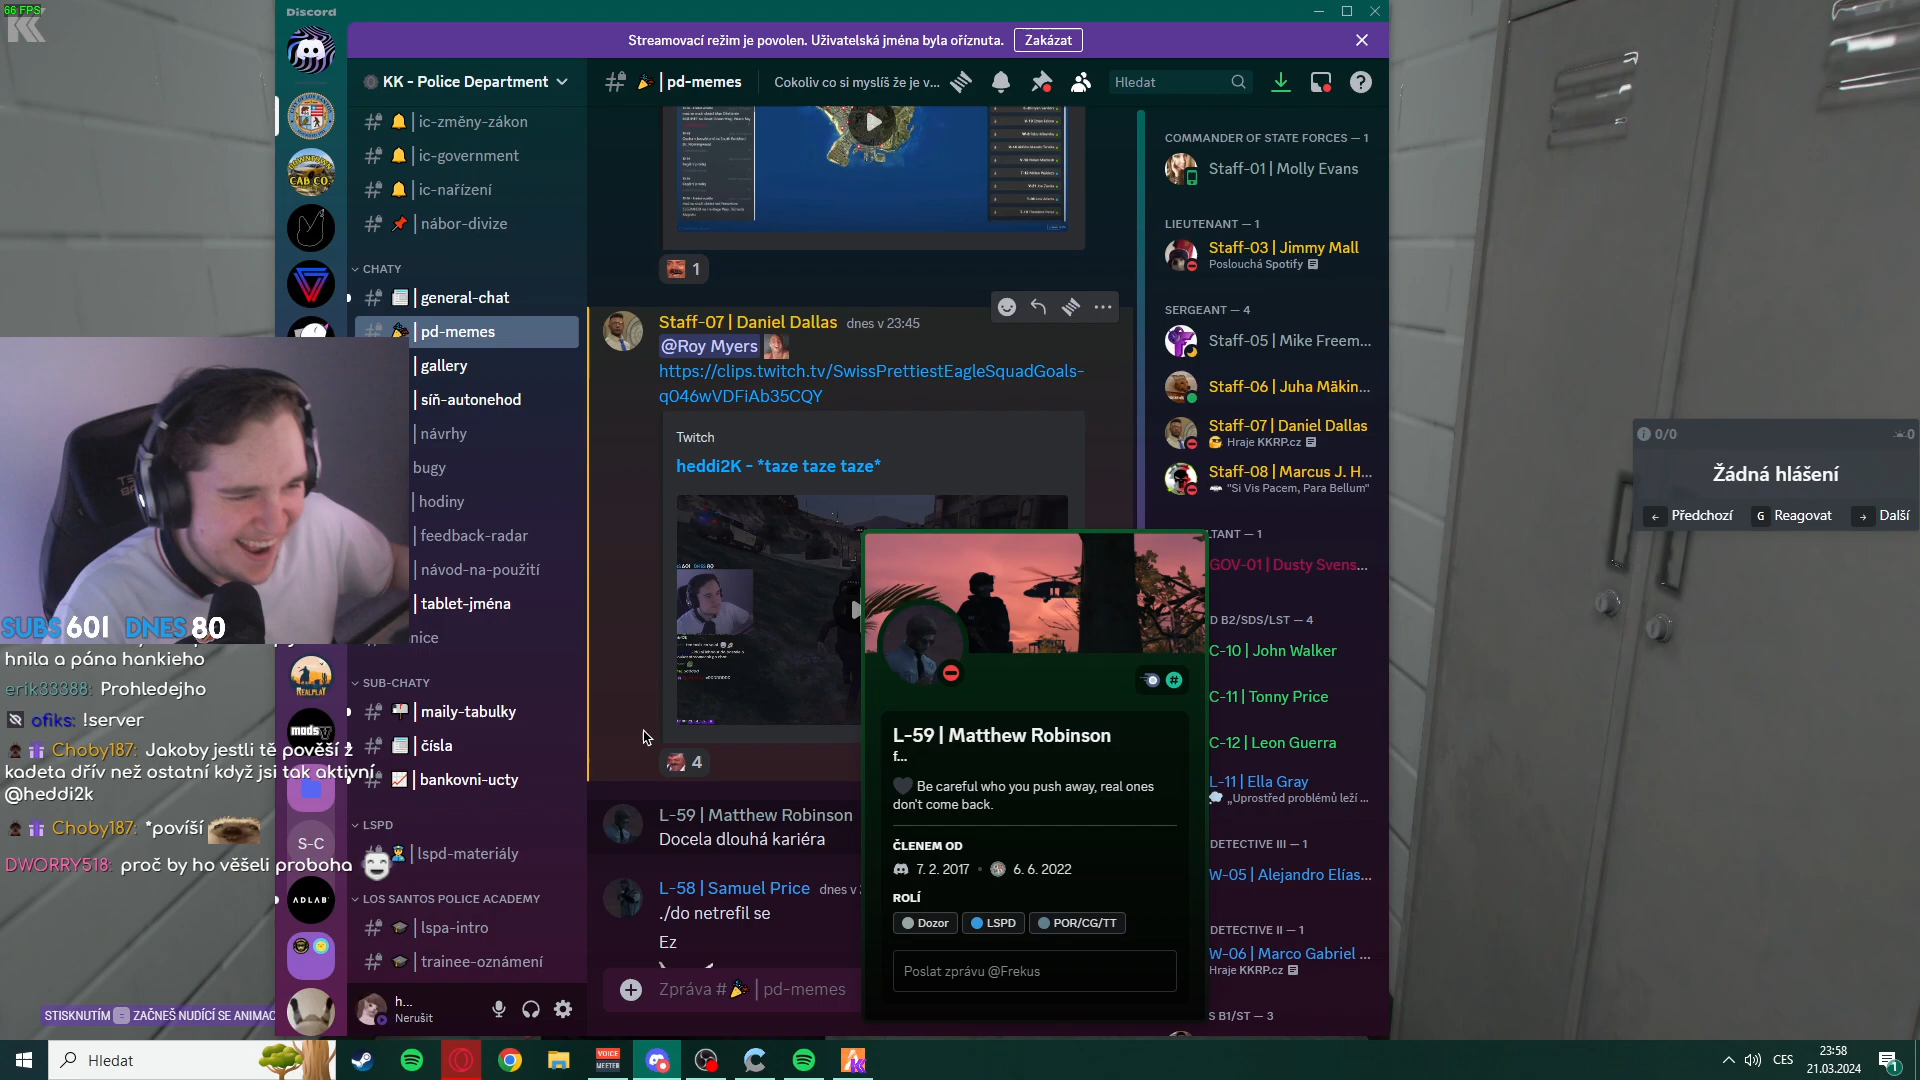 66 FPS
Discord
Streamovací režim je povolen. Uživatelská jména byla oříznuta.
Zakázat
KK - Police Department
| pd-memes
Cokoliv co si myslíš že je v...
Hledat
| ic-změny-zákon
| ic-government
| ic-nařízení
| nábor-divize
CHATY
| general-chat
| pd-memes
| gallery
| síň-autonehod
| návrhy
bugy
hodiny
| feedback-radar
| návod-na-použití
| tablet-jména
nice
SUB-CHATY
| maily-tabulky
| čísla
| bankovni-ucty
LSPD
| lspd-materiály
LOS SANTOS POLICE ACADEMY
| lspa-intro
| trainee-oznámení
CAB CO.
REALPLAY
mods
S-C
ADLAB
h...
Nerušit
1
Staff-07 | Daniel Dallas dnes v 23:45
@Roy Myers
https://clips.twitch.tv/SwissPrettiestEagleSquadGoals-
q046wVDFiAb35CQY
Twitch
heddi2K - *taze taze taze*
4
L-59 | Matthew Robinson
Docela dlouhá kariéra
L-58 | Samuel Price dnes v
./do netrefil se
Ez
Zpráva # | pd-memes
L-59 | Matthew Robinson
f...
Be careful who you push away, real ones
don't come back.
ČLENEM OD
7. 2. 2017 • 6. 6. 2022
ROLÍ
Dozor
LSPD
POR/CG/TT
Poslat zprávu @Frekus
COMMANDER OF STATE FORCES — 1
Staff-01 | Molly Evans
LIEUTENANT — 1
Staff-03 | Jimmy Mall
Poslouchá Spotify
SERGEANT — 4
Staff-05 | Mike Freem...
Staff-06 | Juha Mäkin...
Staff-07 | Daniel Dallas
Hraje KKRP.cz
Staff-08 | Marcus J. H...
"Si Vis Pacem, Para Bellum"
LTANT — 1
GOV-01 | Dusty Svens...
D B2/SDS/LST — 4
C-10 | John Walker
C-11 | Tonny Price
C-12 | Leon Guerra
L-11 | Ella Gray
„Uprostřed problémů leží ...
DETECTIVE III — 1
W-05 | Alejandro Elías...
DETECTIVE II — 1
W-06 | Marco Gabriel ...
Hraje KKRP.cz
S B1/ST — 3
SUBS 601 DNES 80
hnila a pána hankieho
erik33388: Prohledejho
ofiks: !server
Choby187: Jakoby jestli tě pověší z
kadeta dřív než ostatní když jsi tak aktivní
@heddi2k
Choby187: *povíší
DWORRY518: proč by ho věšeli proboha
STISKNUTÍM = ZAČNEŠ NUDÍCÍ SE ANIMAC
0/0
0
Žádná hlášení
← Předchozí G Reagovat → Další
Hledat
VOICE
MEETER
CES
23:58
21.03.2024
1